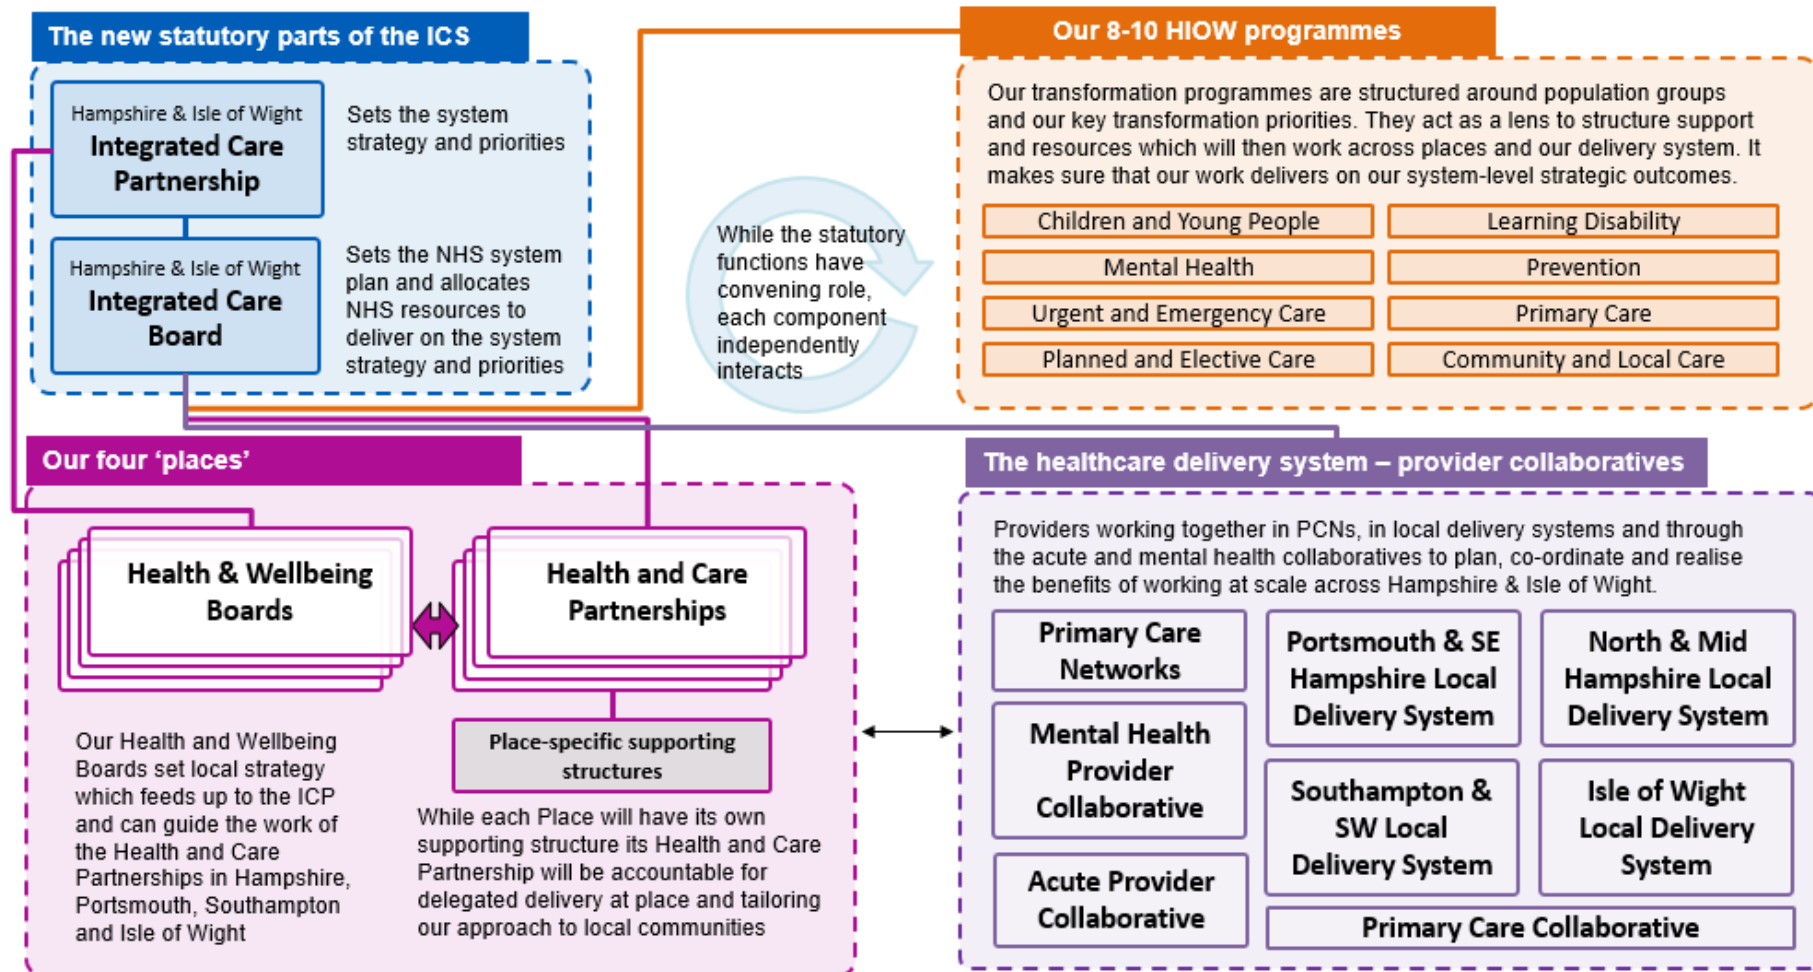 The new statutory parts of the ICS
Hampshire & Isle of Wight
Integrated Care
Partnership
Sets the system
strategy and priorities
Hampshire & Isle of Wight
Integrated Care
Board
Sets the NHS system
plan and allocates
NHS resources to
deliver on the system
strategy and priorities
While the statutory
functions have
convening role,
each component
independently
interacts
Our 8-10 HIOW programmes
Our transformation programmes are structured around population groups
and our key transformation priorities. They act as a lens to structure support
and resources which will then work across places and our delivery system. It
makes sure that our work delivers on our system-level strategic outcomes.
Children and Young People
Learning Disability
Mental Health
Prevention
Urgent and Emergency Care
Primary Care
Planned and Elective Care
Community and Local Care
Our four ‘places’
Health & Wellbeing
Boards
Health and Care
Partnerships
Place-specific supporting
structures
Our Health and Wellbeing
Boards set local strategy
which feeds up to the ICP
and can guide the work of
the Health and Care
Partnerships in Hampshire,
Portsmouth, Southampton
and Isle of Wight
While each Place will have its own
supporting structure its Health and Care
Partnership will be accountable for
delegated delivery at place and tailoring
our approach to local communities
The healthcare delivery system – provider collaboratives
Providers working together in PCNs, in local delivery systems and through
the acute and mental health collaboratives to plan, co-ordinate and realise
the benefits of working at scale across Hampshire & Isle of Wight.
Primary Care
Networks
Mental Health
Provider
Collaborative
Acute Provider
Collaborative
Portsmouth & SE
Hampshire Local
Delivery System
North & Mid
Hampshire Local
Delivery System
Southampton &
SW Local
Delivery System
Isle of Wight
Local Delivery
System
Primary Care Collaborative